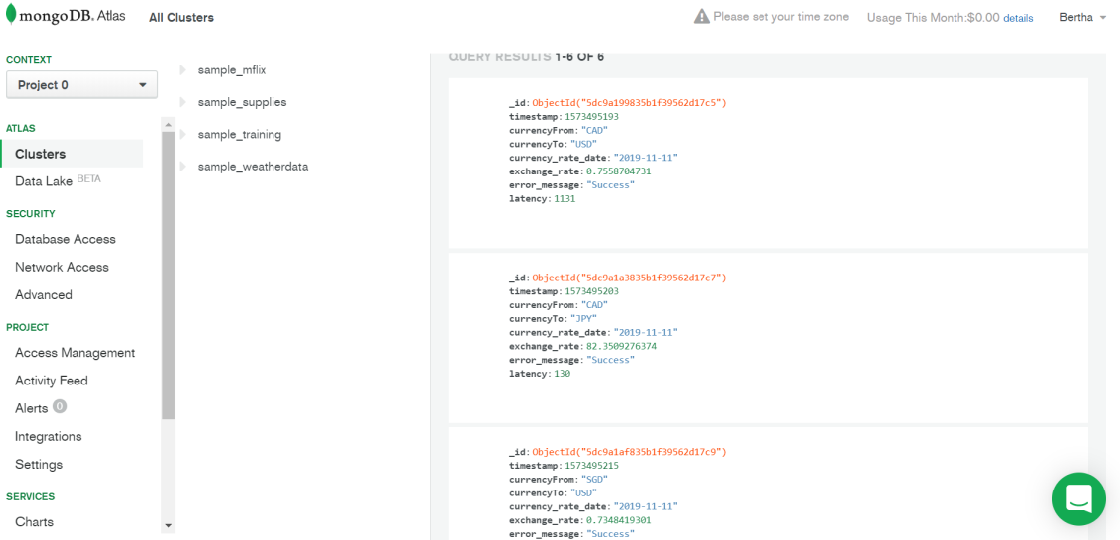 mongoDB. Atlas All Clusters Please set your time zone Usage This Month:$0.00 details Bertha
CONTEXT
Project 0
ATLAS
Clusters
Data Lake BETA
SECURITY
Database Access
Network Access
Advanced
PROJECT
Access Management
Activity Feed
Alerts 0
Integrations
Settings
SERVICES
Charts
sample_mflix
sample_supplies
sample_training
sample_weatherdata
QUERY RESULTS 1-6 OF 6
_id: ObjectId("5dc9a199835b1f39562d17c5")
timestamp: 1573495193
currencyFrom: "CAD"
currencyTo: "USD"
currency_rate_date: "2019-11-11"
exchange_rate: 0.7558704731
error_message: "Success"
latency: 1131
_id: ObjectId("5dc9a1a3835b1f39562d17c7")
timestamp: 1573495203
currencyFrom: "CAD"
currencyTo: "JPY"
currency_rate_date: "2019-11-11"
exchange_rate: 82.3509276374
error_message: "Success"
latency: 130
_id: ObjectId("5dc9a1af835b1f39562d17c9")
timestamp: 1573495215
currencyFrom: "SGD"
currencyTo: "USD"
currency_rate_date: "2019-11-11"
exchange_rate: 0.7348419301
error_message: "Success"